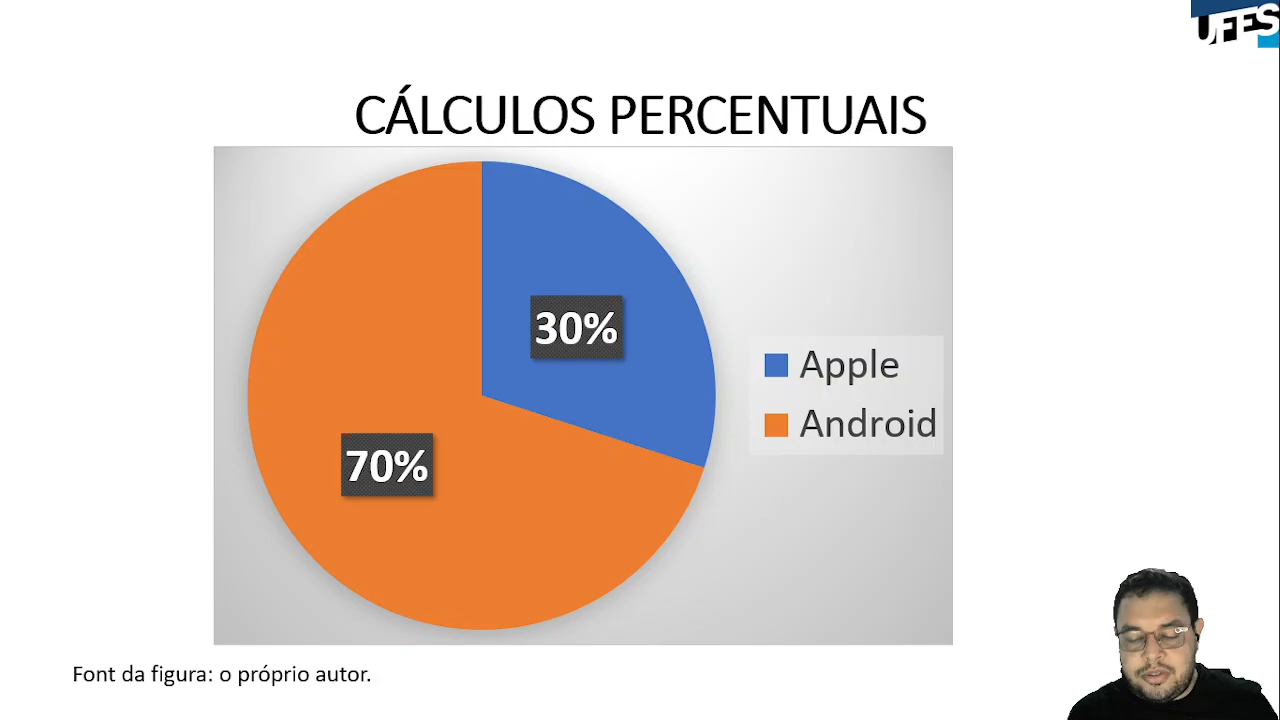 UFES
CÁLCULOS PERCENTUAIS
30%
70%
Apple
Android
Font da figura: o próprio autor.